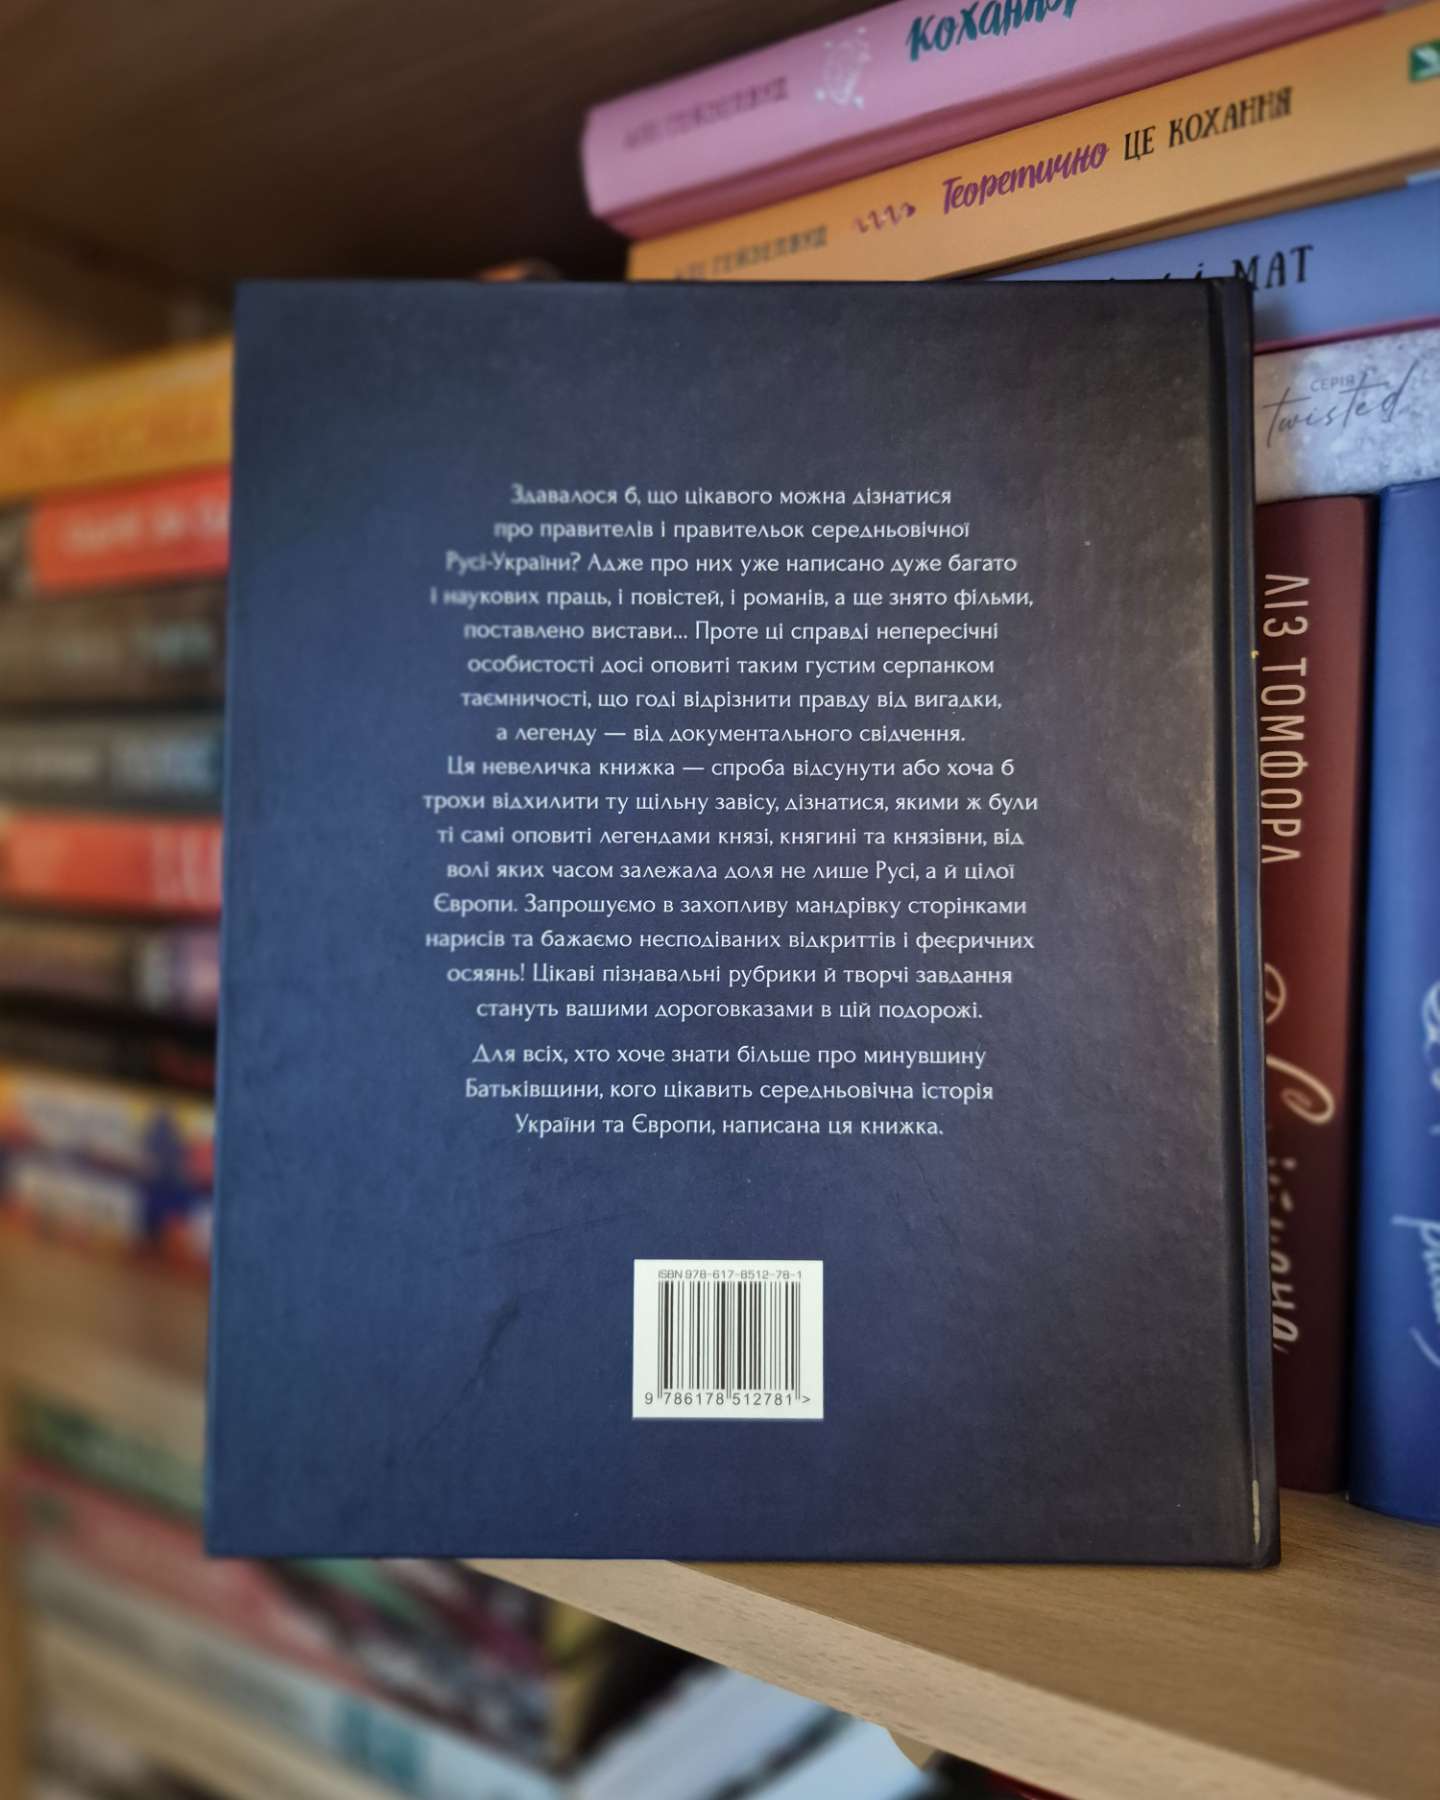 Теоретично ЦЕ КОХАННЯ
МАТ
СЕРІЯ
twisted
ЛІЗ ТОМФОРД
Здавалося б, що цікавого можна дізнатися
про правителів і правительок середньовічної
Русі-України? Адже про них уже написано дуже багато
і наукових праць, і повістей, і романів, а ще знято фільми,
поставлено вистави... Проте ці справді непересічні
особистості досі оповиті таким густим серпанком
таємничості, що годі відрізнити правду від вигадки,
а легенду — від документального свідчення.
Ця невеличка книжка — спроба відсунути або хоча б
трохи відхилити ту щільну завісу, дізнатися, якими ж були
ті самі оповиті легендами князі, княгині та князівни, від
волі яких часом залежала доля не лише Русі, а й цілої
Європи. Запрошуємо в захопливу мандрівку сторінками
нарисів та бажаємо несподіваних відкриттів і феєричних
осяянь! Цікаві пізнавальні рубрики й творчі завдання
стануть вашими дороговказами в цій подорожі.
Для всіх, хто хоче знати більше про минувшину
Батьківщини, кого цікавить середньовічна історія
України та Європи, написана ця книжка.
ISBN 978-617-8512-78-1
9 786178 512781 >